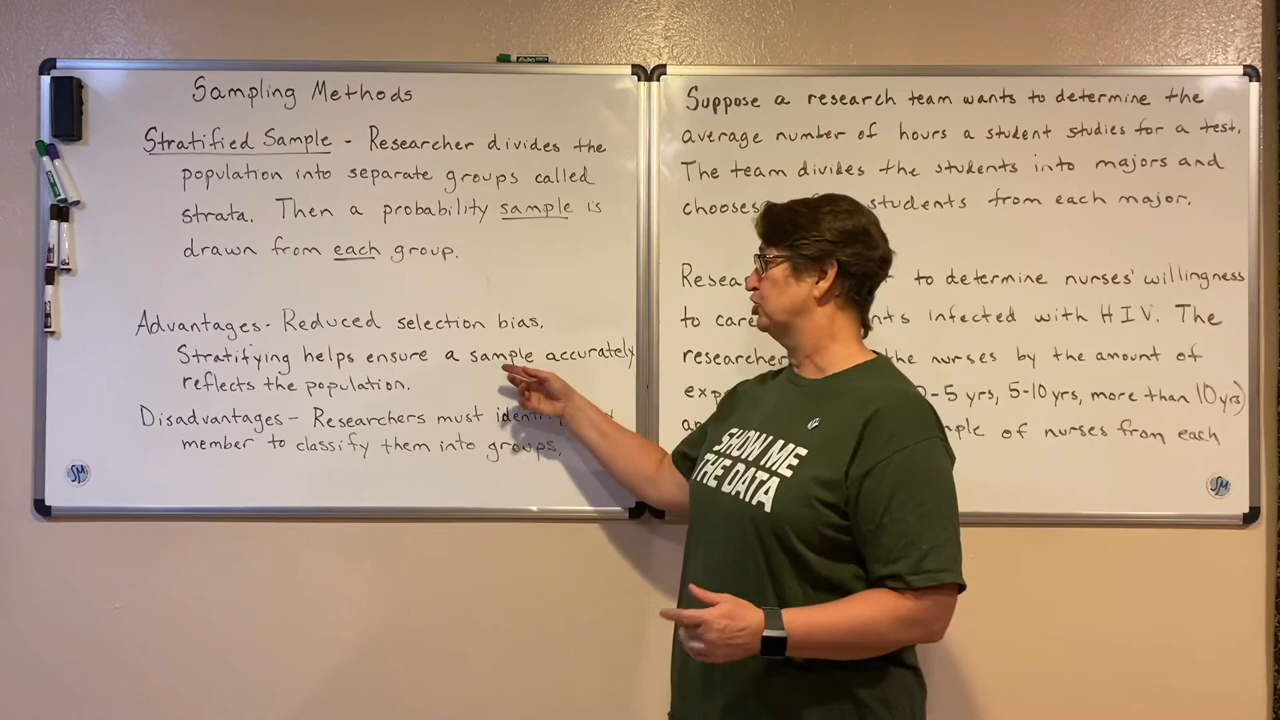 Sampling Methods
Stratified Sample - Researcher divides the
population into separate groups called
strata. Then a probability sample is
drawn from each group.
Advantages - Reduced selection bias.
Stratifying helps ensure a sample accurately
reflects the population.
Disadvantages - Researchers must
member to classify them into groups.
SM
Suppose a research team wants to determine the
average number of hours a student studies for a test.
The team divides the students into majors and
chooses students from each major.
to determine nurses' willingness
to care infected with HIV. The
researcher the nurses by the amount of
-5 yrs, 5-10yrs, more than 10 yrs)
of nurses from each
SM
SHOW ME
THE DATA